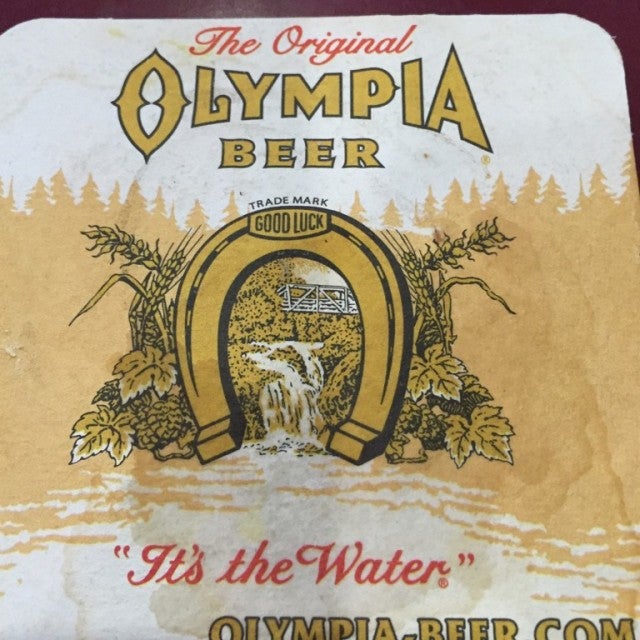 The Original
OLYMPIA
BEER®
TRADE MARK
GOOD LUCK
"It's the Water®"
OLYMPIA-BEER.COM